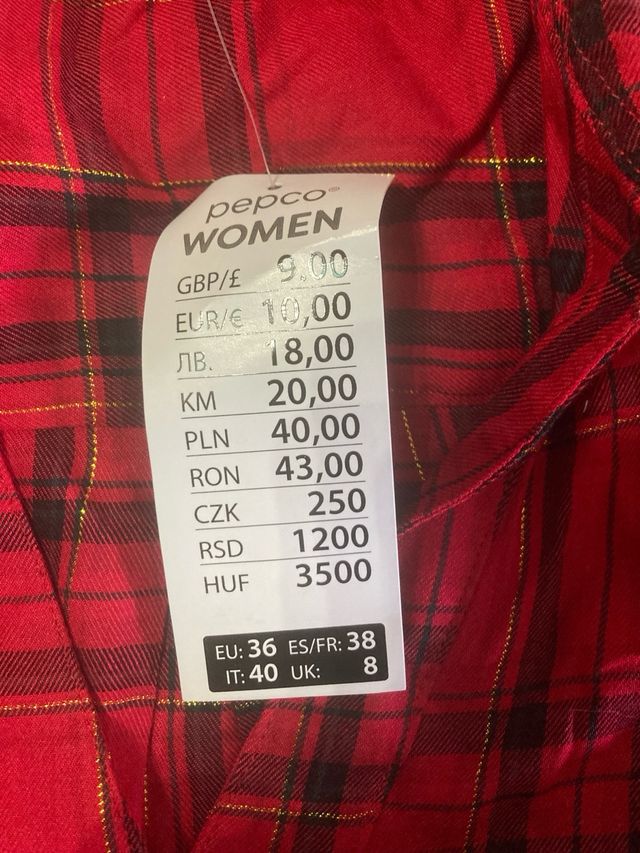 pepco®
WOMEN
GBP/£ 9.00
EUR/€ 10,00
ЛВ. 18,00
KM 20,00
PLN 40,00
RON 43,00
CZK 250
RSD 1200
HUF 3500
EU: 36 ES/FR: 38
IT: 40 UK: 8